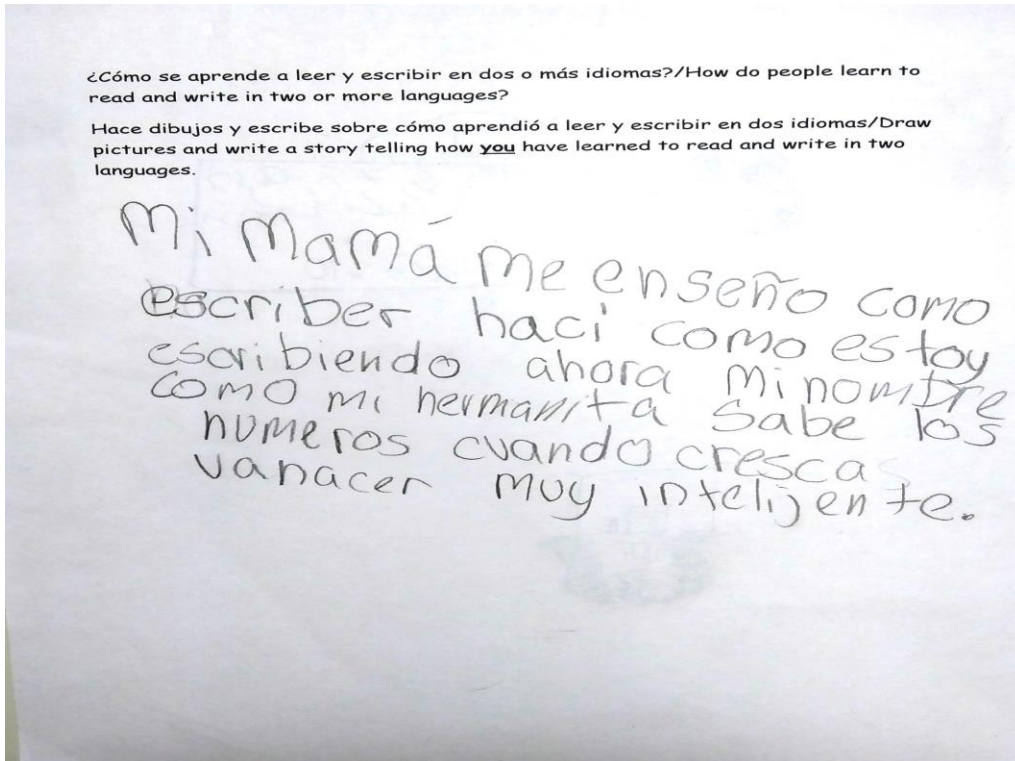 ¿Cómo se aprende a leer y escribir en dos o más idiomas?/How do people learn to
read and write in two or more languages?
Hace dibujos y escribe sobre cómo aprendió a leer y escribir en dos idiomas/Draw
pictures and write a story telling how you have learned to read and write in two
languages.
Mi Mamá me enseño como
escriber haci como estoy
escribiendo ahora Mi nombre
como mi hermanita Sabe los
numeros cuando cresca
vanacer muy intelijente.